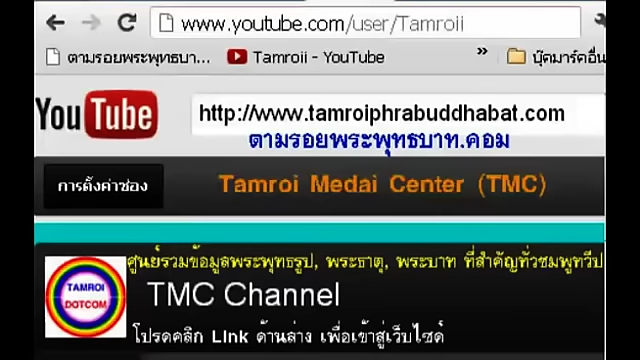 www.youtube.com/user/Tamroii
ตามรอยพระพุทธบา... Tamroii - YouTube » บุ๊คมาร์คอื่น
YouTube http://www.tamroiphrabuddhabat.com
ตามรอยพระพุทธบาท.คอม
การตั้งค่าช่อง Tamroi Medai Center (TMC)
ศูนย์รวมข้อมูลพระพุทธรูป, พระธาตุ, พระบาท ที่สำคัญทั่วชมพูทวีป
TAMROI
DOTCOM
TMC Channel
โปรดคลิก Link ด้านล่าง เพื่อเข้าสู่เว็บไซด์